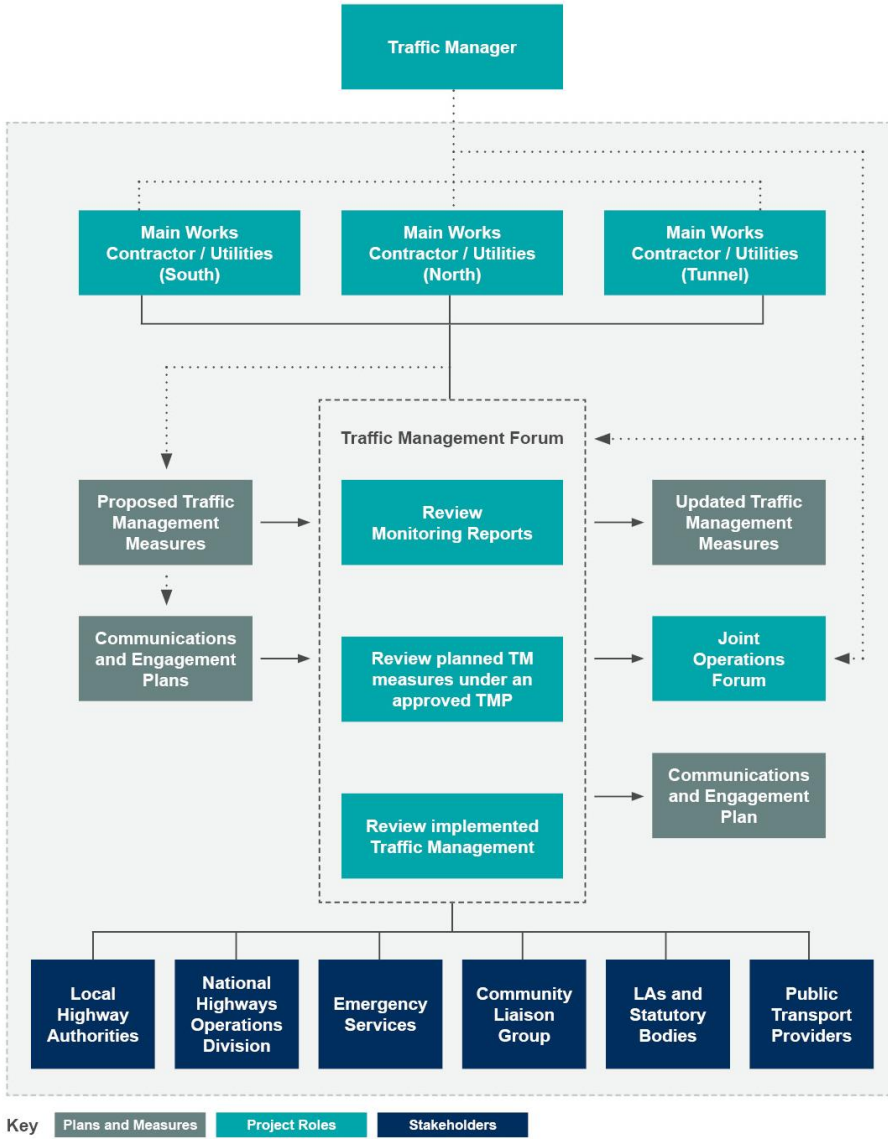 Traffic Manager
Main Works
Contractor / Utilities
(South)
Main Works
Contractor / Utilities
(North)
Main Works
Contractor / Utilities
(Tunnel)
Traffic Management Forum
Proposed Traffic
Management
Measures
Review
Monitoring Reports
Updated Traffic
Management
Measures
Communications
and Engagement
Plans
Review planned TM
measures under an
approved TMP
Joint
Operations
Forum
Communications
and Engagement
Plan
Review implemented
Traffic Management
Local
Highway
Authorities
National
Highways
Operations
Division
Emergency
Services
Community
Liaison
Group
LAs and
Statutory
Bodies
Public
Transport
Providers
Key
Plans and Measures
Project Roles
Stakeholders